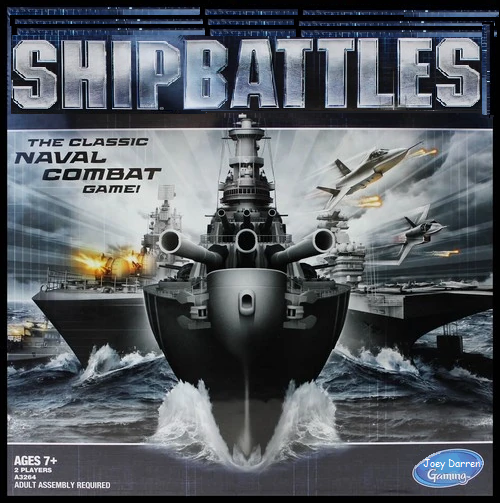 SHIPBATTLES
THE CLASSIC
NAVAL
COMBAT
GAME!
AGES 7+
2 PLAYERS
A3264
ADULT ASSEMBLY REQUIRED
Joey Darren
Gaming